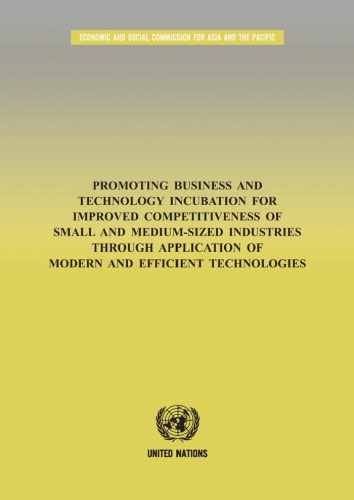 ECONOMIC AND SOCIAL COMMISSION FOR ASIA AND THE PACIFIC
PROMOTING BUSINESS AND
TECHNOLOGY INCUBATION FOR
IMPROVED COMPETITIVENESS OF
SMALL AND MEDIUM-SIZED INDUSTRIES
THROUGH APPLICATION OF
MODERN AND EFFICIENT TECHNOLOGIES
UNITED NATIONS